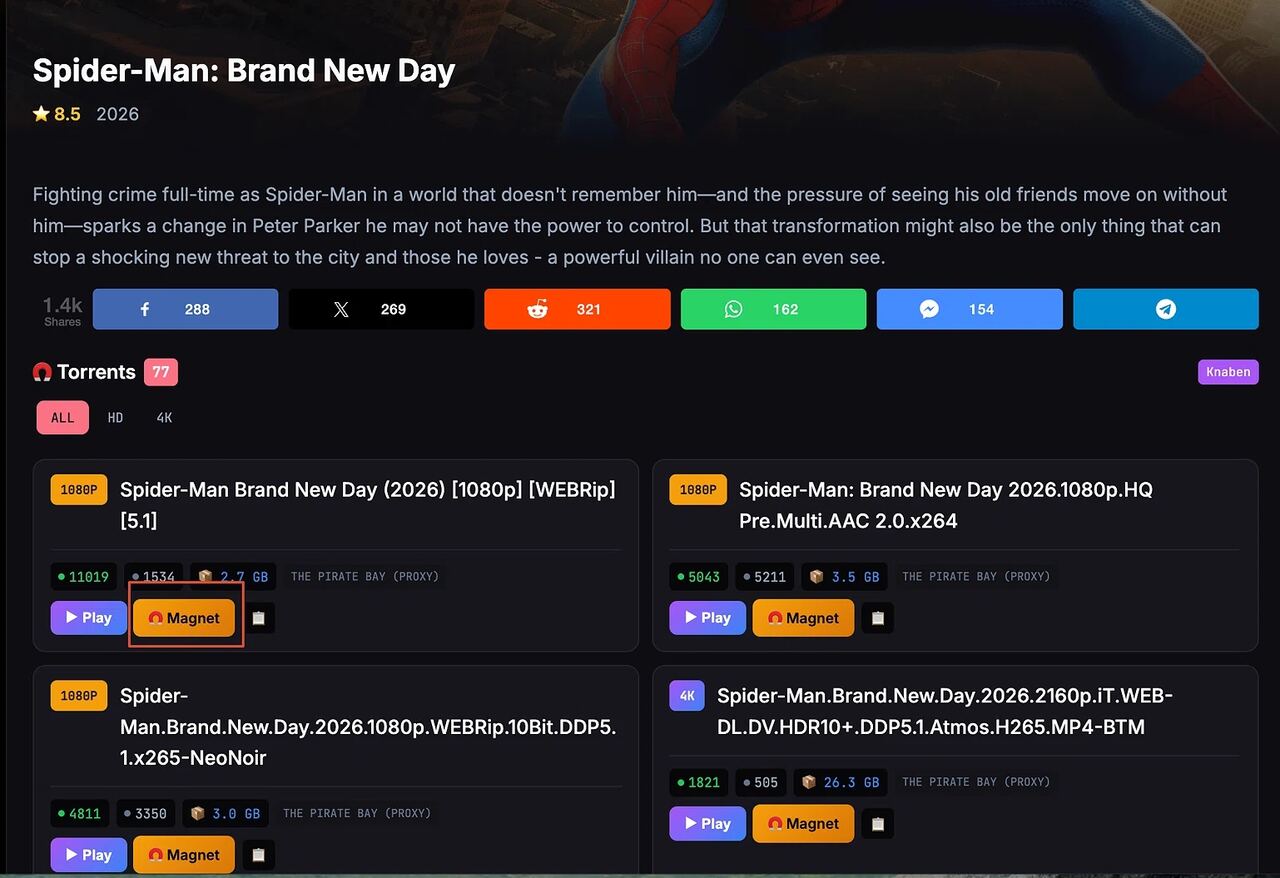 Spider-Man: Brand New Day
8.5 2026
Fighting crime full-time as Spider-Man in a world that doesn't remember him—and the pressure of seeing his old friends move on without
him—sparks a change in Peter Parker he may not have the power to control. But that transformation might also be the only thing that can
stop a shocking new threat to the city and those he loves - a powerful villain no one can even see.
1.4k
Shares
288
269
321
162
154
Torrents 77
Knaben
ALL HD 4K
1080P Spider-Man Brand New Day (2026) [1080p] [WEBRip]
[5.1]
11019 1534 2.7 GB THE PIRATE BAY (PROXY)
Play Magnet
1080P Spider-Man: Brand New Day 2026.1080p.HQ
Pre.Multi.AAC 2.0.x264
5043 5211 3.5 GB THE PIRATE BAY (PROXY)
Play Magnet
1080P Spider-
Man.Brand.New.Day.2026.1080p.WEBRip.10Bit.DDP5.
1.x265-NeoNoir
4811 3350 3.0 GB THE PIRATE BAY (PROXY)
Play Magnet
4K Spider-Man.Brand.New.Day.2026.2160p.iT.WEB-
DL.DV.HDR10+.DDP5.1.Atmos.H265.MP4-BTM
1821 505 26.3 GB THE PIRATE BAY (PROXY)
Play Magnet